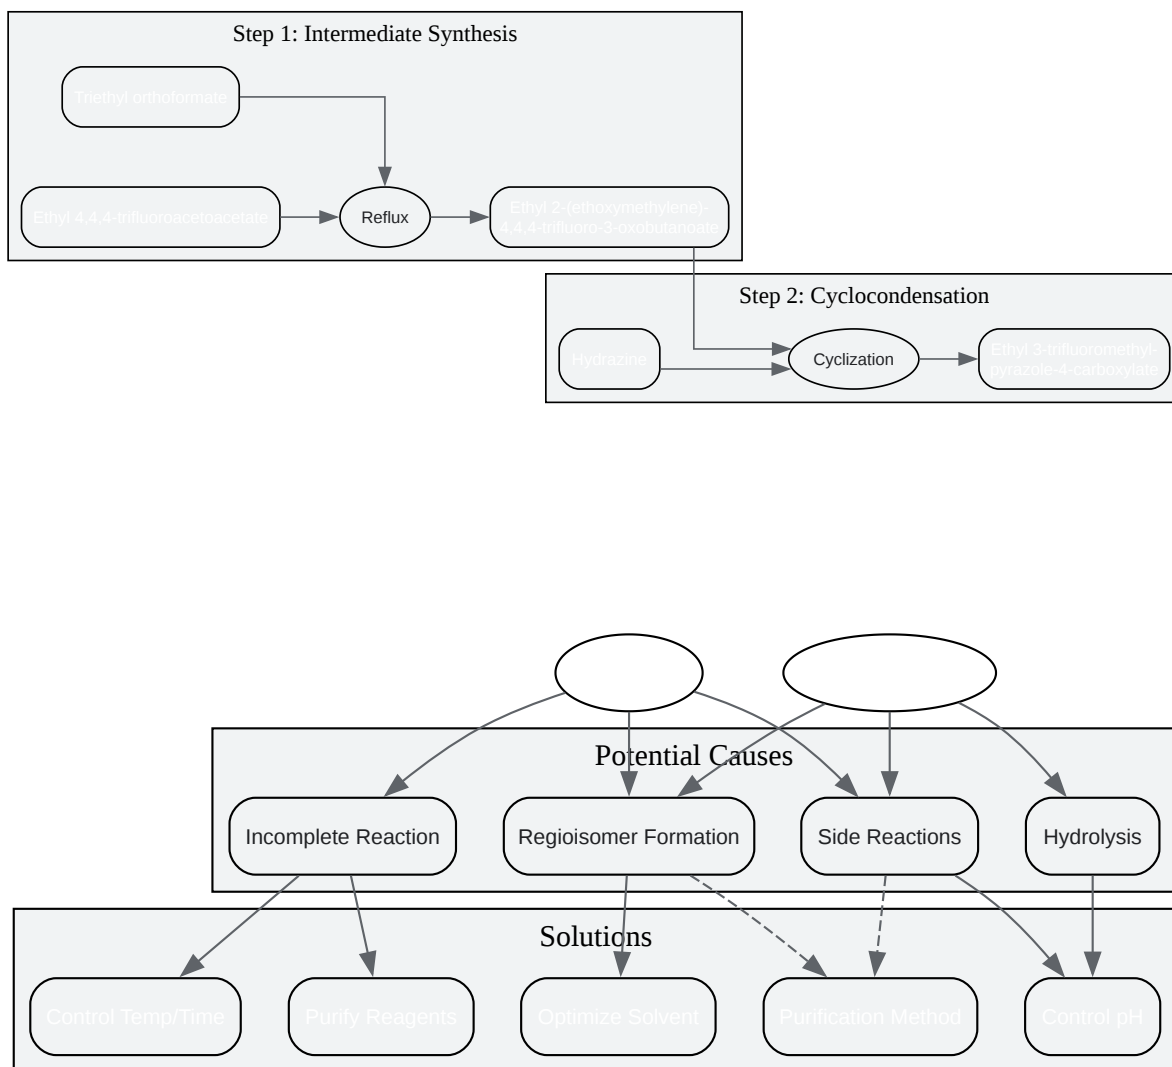 Step 1: Intermediate Synthesis
Triethyl orthoformate
Ethyl 4,4,4-trifluoroacetoacetate
Reflux
Ethyl 2-(ethoxymethylene)-
4,4,4-trifluoro-3-oxobutanoate
Step 2: Cyclocondensation
Hydrazine
Cyclization
Ethyl 3-trifluoromethyl-
pyrazole-4-carboxylate
Potential Causes
Incomplete Reaction
Regioisomer Formation
Side Reactions
Hydrolysis
Solutions
Control Temp/Time
Purify Reagents
Optimize Solvent
Purification Method
Control pH